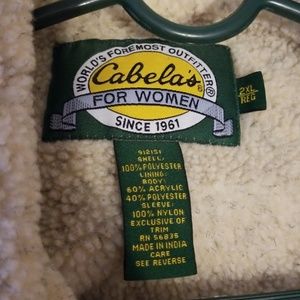 WORLD'S FOREMOST OUTFITTER®
Cabela's®
FOR WOMEN
SINCE 1961
2XL
REG
912151
SHELL:
100% POLYESTER
LINING:
BODY:
60% ACRYLIC
40% POLYESTER
SLEEVE:
100% NYLON
EXCLUSIVE OF
TRIM
RN 56835
MADE IN INDIA
CARE
SEE REVERSE